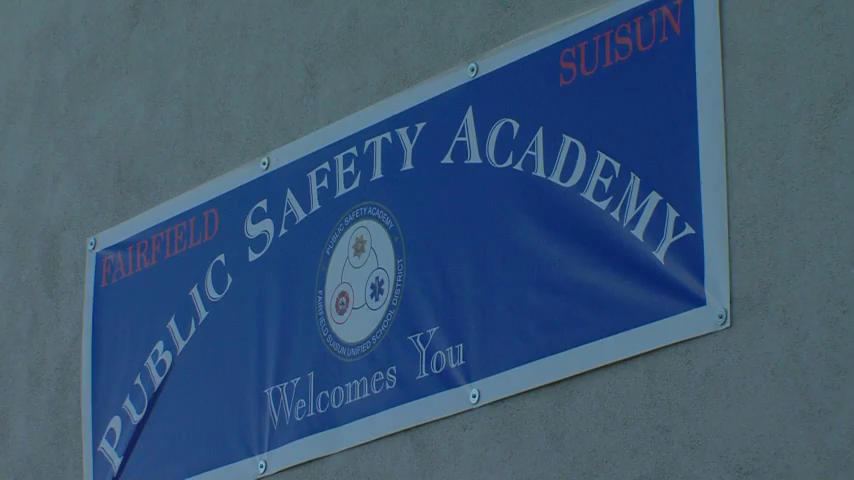 FAIRFIELD
SUISUN
PUBLIC SAFETY ACADEMY
PUBLIC SAFETY ACADEMY
FAIRFIELD SUISUN UNIFIED SCHOOL DISTRICT
Welcomes You